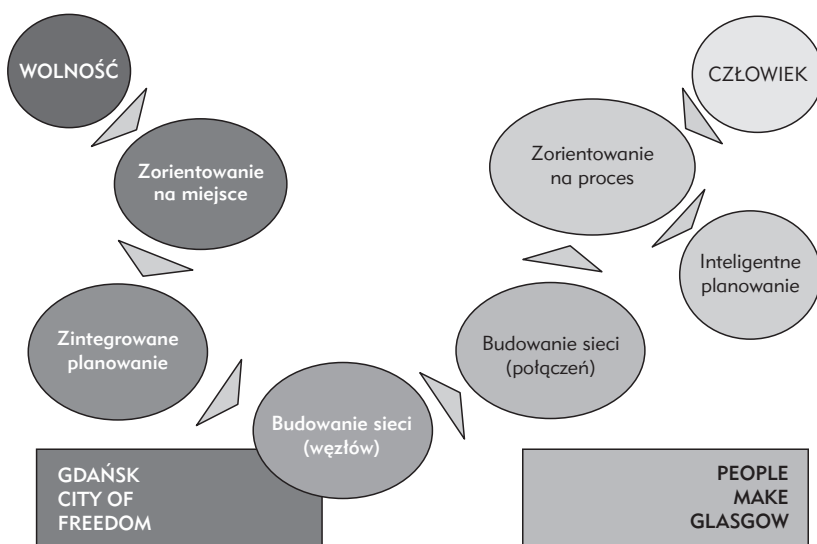 WOLNOŚĆ
CZŁOWIEK
Zorientowanie
na miejsce
Zorientowanie
na proces
Inteligentne
planowanie
Zintegrowane
planowanie
Budowanie sieci
(połączeń)
Budowanie sieci
(węzłów)
GDAŃSK
CITY OF
FREEDOM
PEOPLE
MAKE
GLASGOW